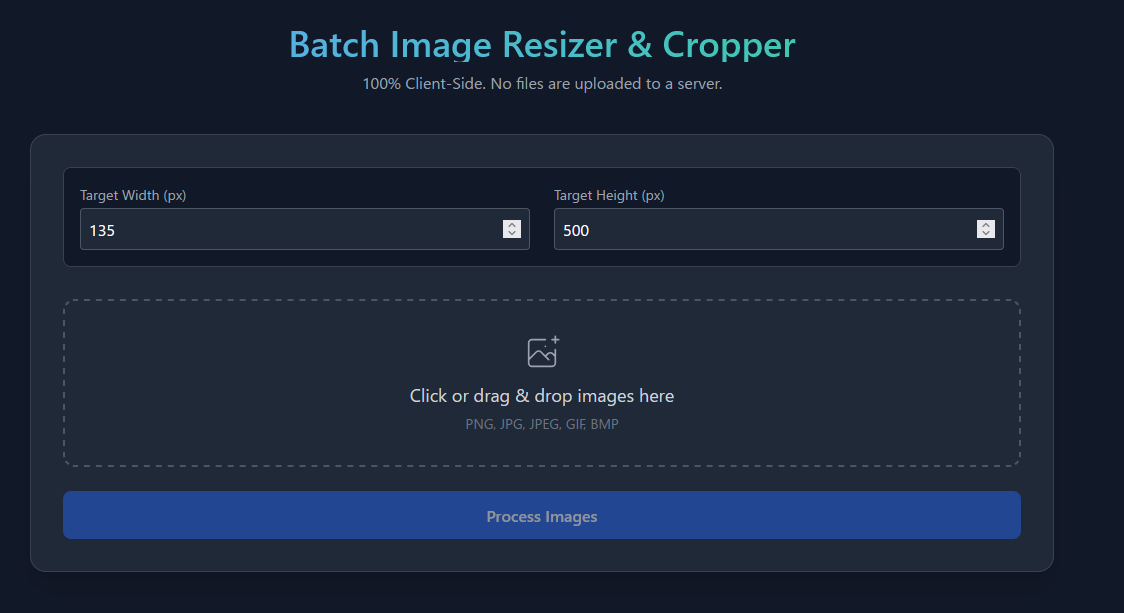 Batch Image Resizer & Cropper
100% Client-Side. No files are uploaded to a server.
Target Width (px)
Target Height (px)
135
500
Click or drag & drop images here
PNG, JPG, JPEG, GIF, BMP
Process Images